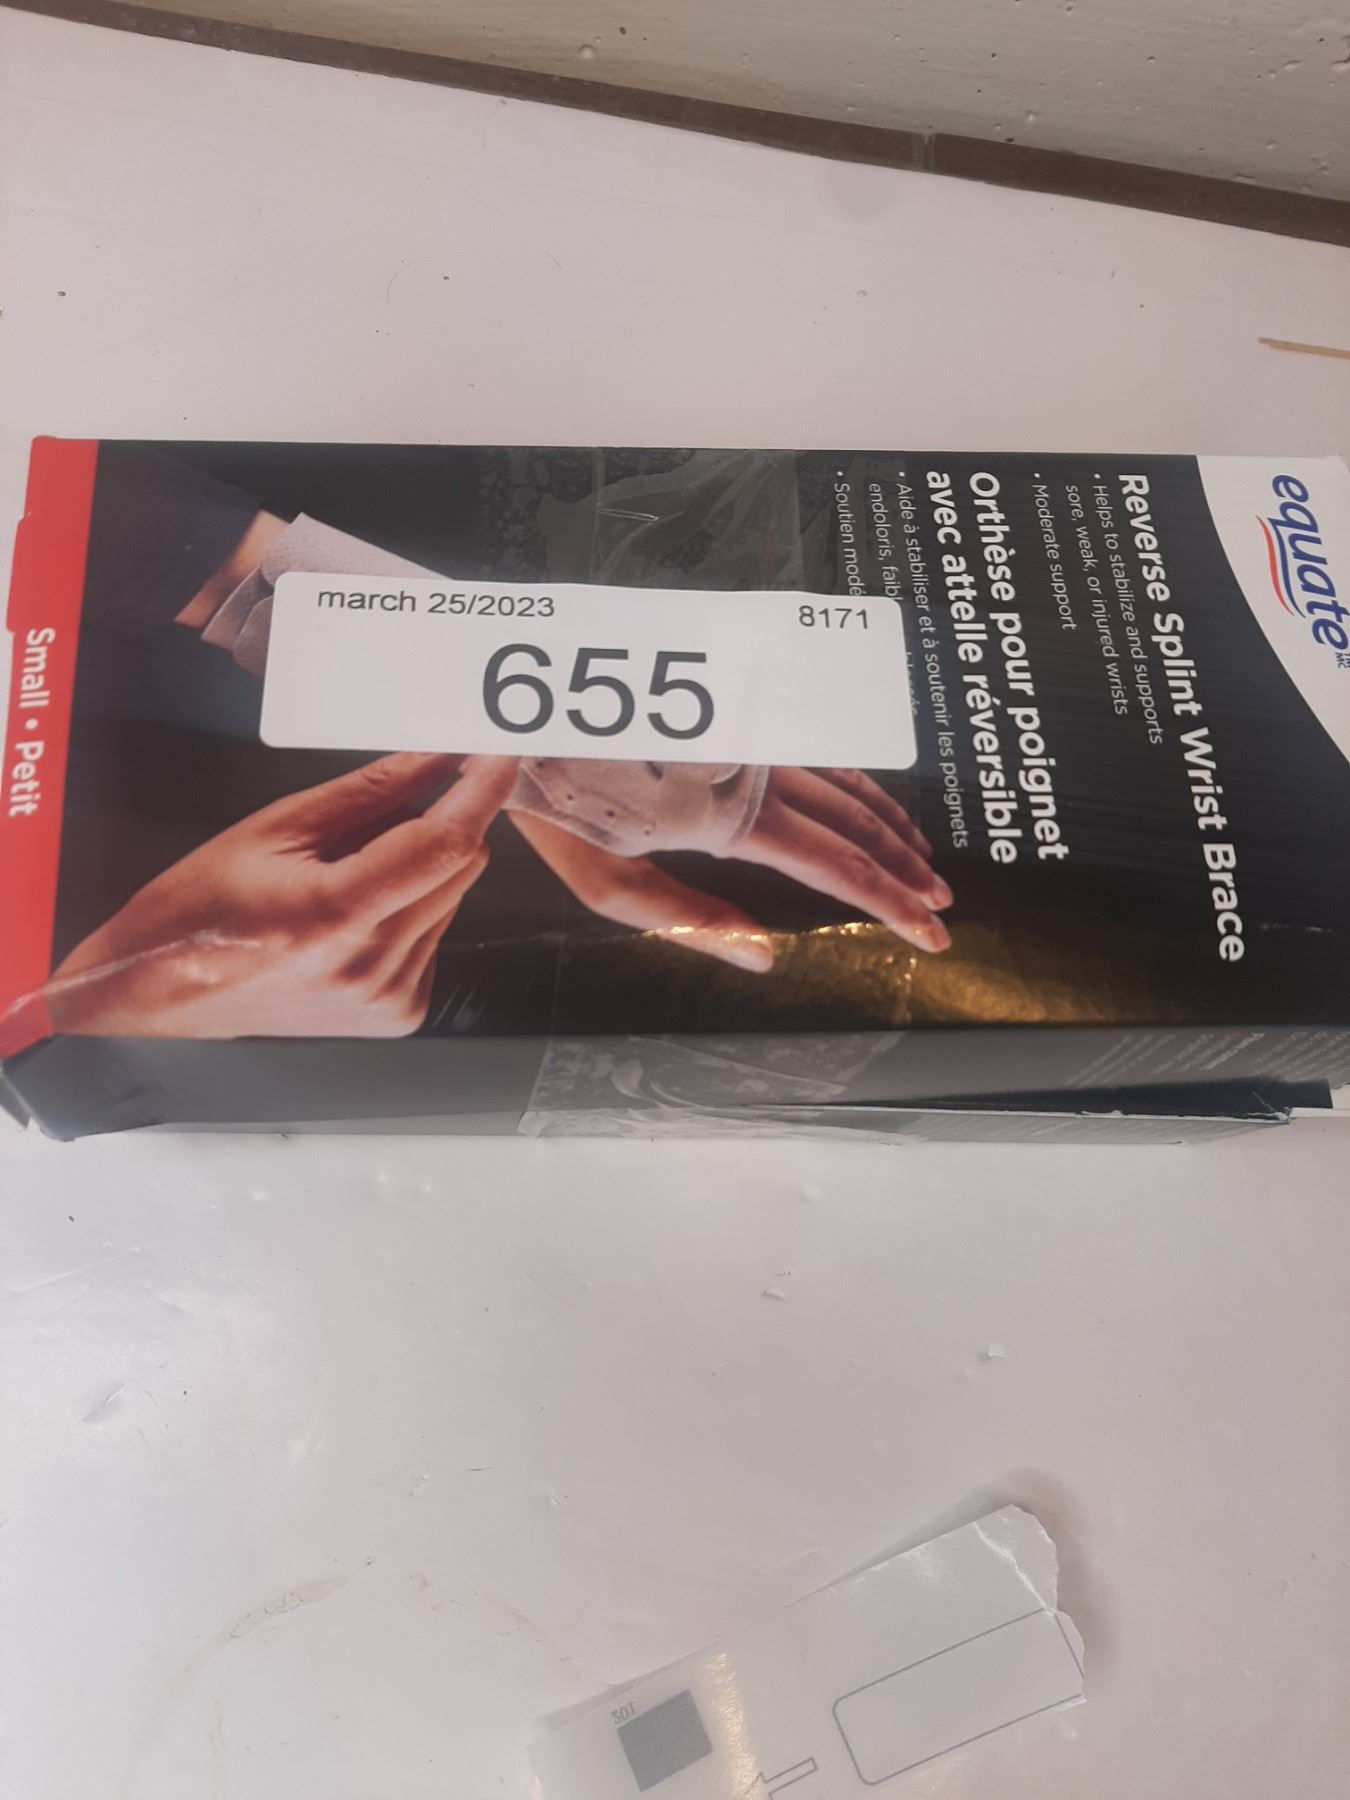 equate
TM
MC
Reverse Splint Wrist Brace
• Helps to stabilize and supports
sore, weak, or injured wrists
• Moderate support
Orthèse pour poignet
avec attelle réversible
• Aide à stabiliser et à soutenir les poignets
endoloris,
• Soutien
march 25/2023
8171
655
Small • Petit